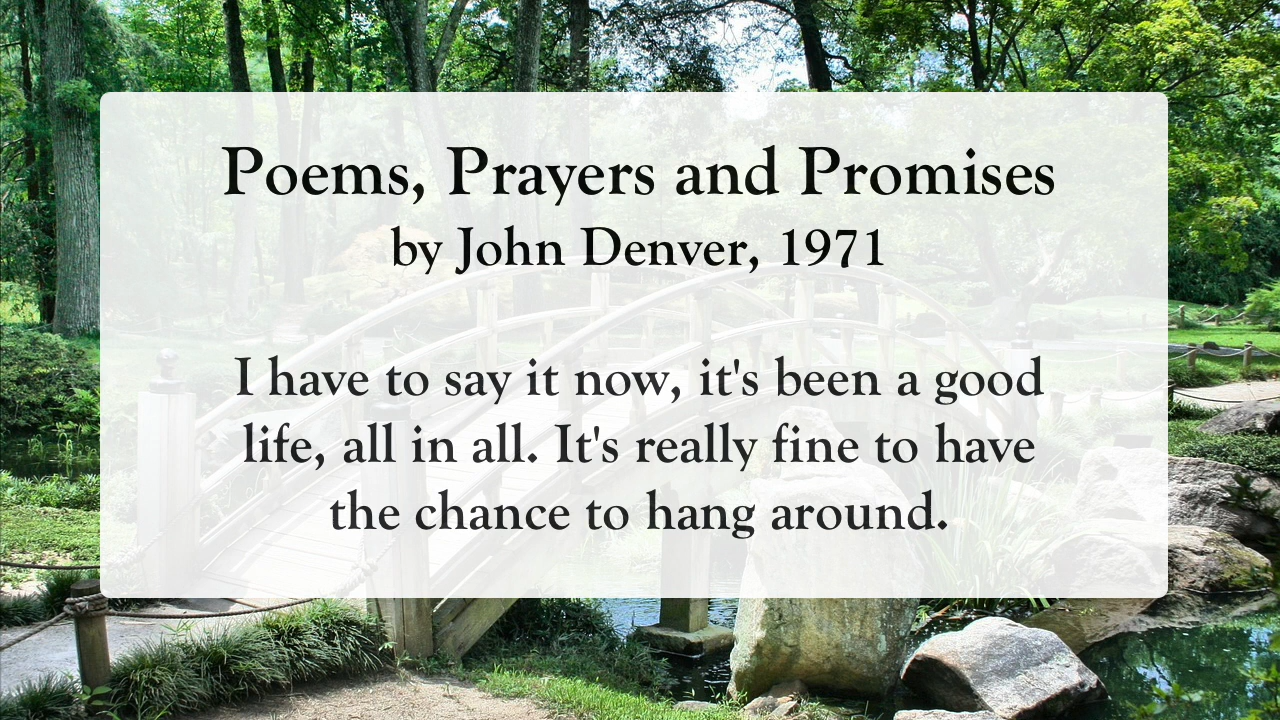 Poems, Prayers and Promises
by John Denver, 1971
I have to say it now, it's been a good
life, all in all. It's really fine to have
the chance to hang around.